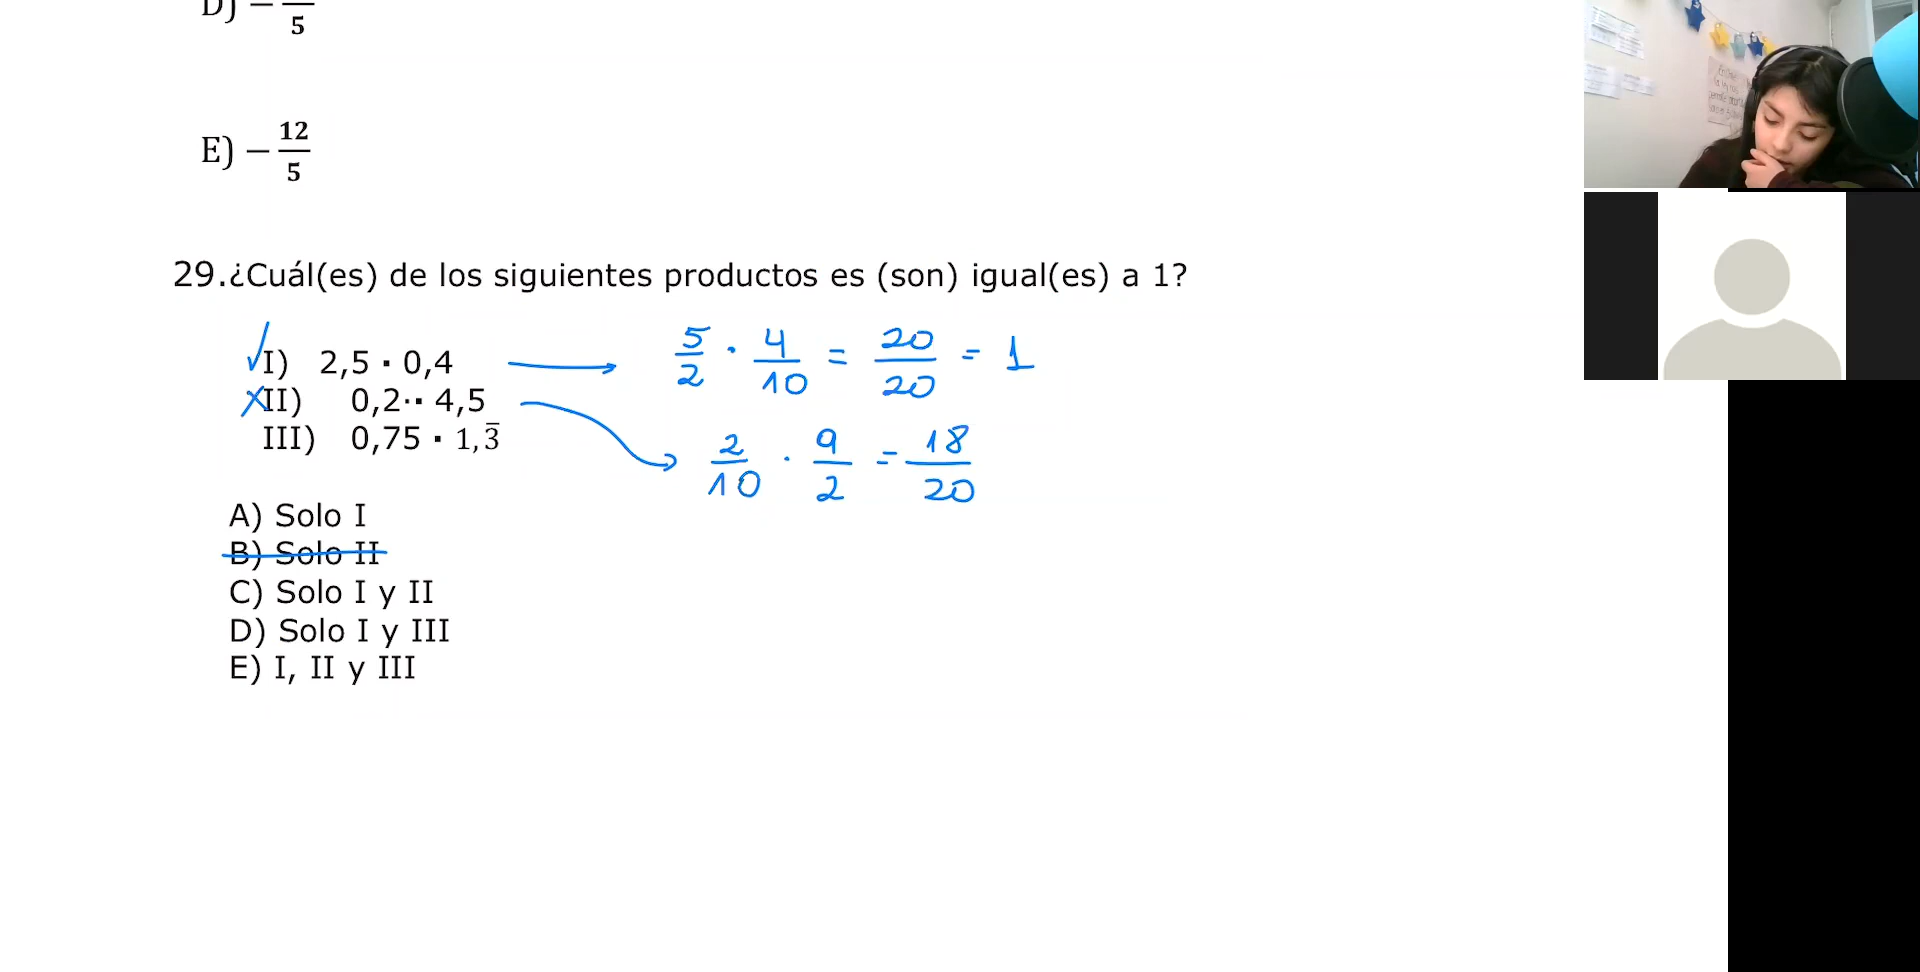 D) −
5
E) − 12/5
29.¿Cuál(es) de los siguientes productos es (son) igual(es) a 1?
✓I) 2,5 · 0,4 → 5/2 · 4/10 = 20/20 = 1
XII) 0,2·· 4,5 → 2/10 · 9/2 = 18/20
III) 0,75 · 1,3̅
A) Solo I
B) Solo II
C) Solo I y II
D) Solo I y III
E) I, II y III